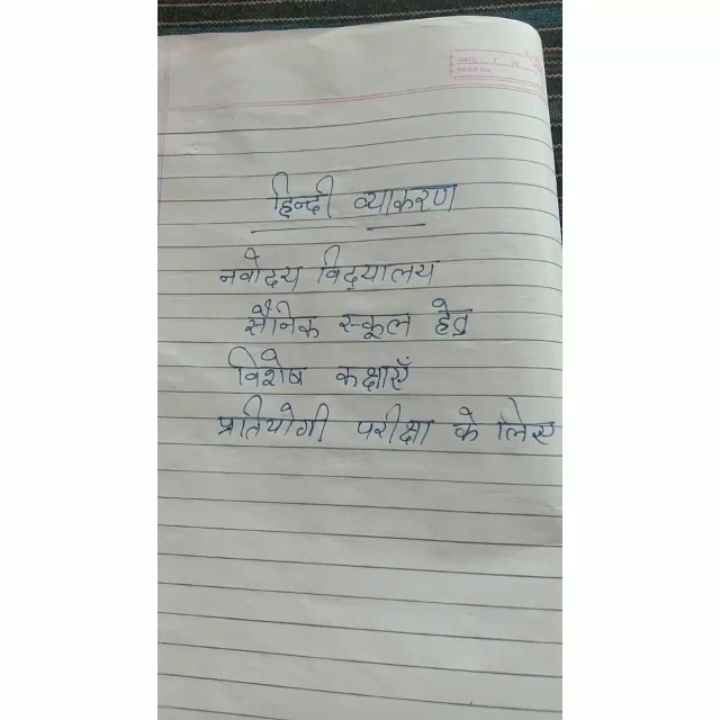 हिन्दी व्याकरण
नवोदय विद्यालय
सैनिक स्कूल हेतु
विशेष कक्षाएँ
प्रतियोगी परीक्षा के लिए